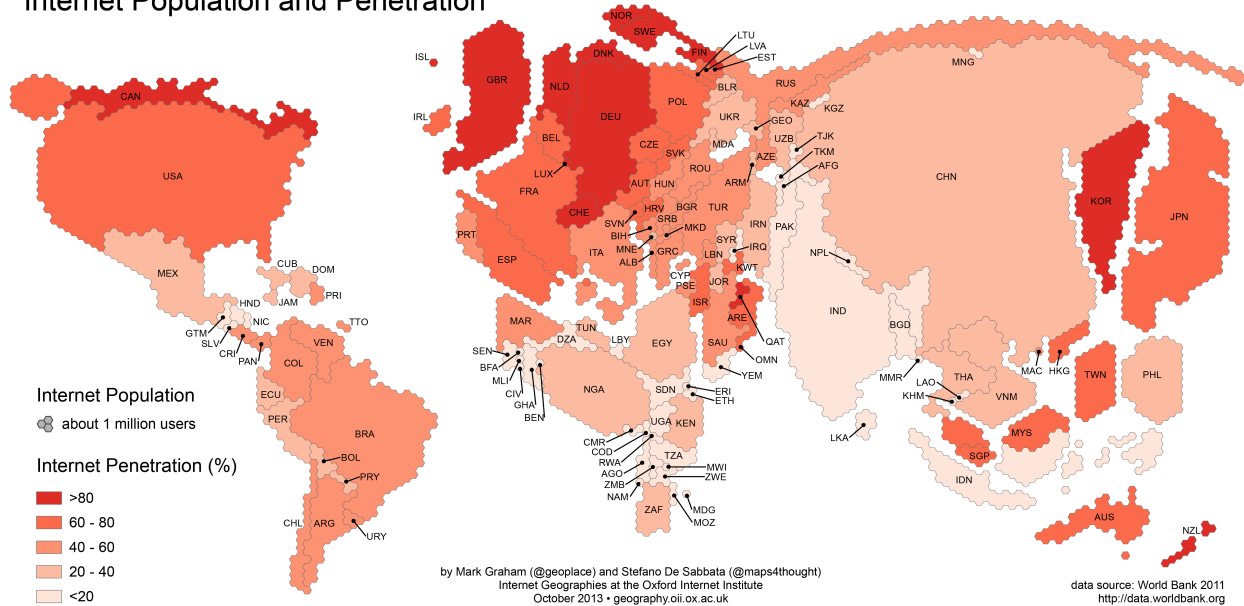 Internet Population and Penetration
NOR
SWE
FIN
LTU
LVA
EST
ISL
GBR
NLD
DNK
DEU
POL
BLR
RUS
MNG
CAN
IRL
BEL
CZE
UKR
KAZ
KGZ
GEO
UZB
TJK
TKM
AFG
MDA
SVK
ROU
AZE
ARM
LUX
USA
FRA
AUT
HUN
CHN
KOR
JPN
CHE
SVN
HRV
BGR
SRB
TUR
BIH
MKD
MNE
ALB
GRC
PRT
ESP
ITA
SYR
IRN
IRQ
PAK
NPL
LBN
KWT
CYP
PSE
JOR
ISR
ARE
QAT
OMN
SAU
YEM
IND
BGD
MEX
CUB
DOM
JAM
PRI
HND
NIC
GTM
SLV
CRI
PAN
TTO
VEN
COL
ECU
PER
BRA
BOL
PRY
CHL
ARG
URY
MAR
TUN
DZA
LBY
EGY
SEN
BFA
MLI
CIV
GHA
BEN
NGA
SDN
ERI
ETH
UGA
KEN
CMR
COD
RWA
AGO
ZMB
NAM
TZA
MWI
ZWE
ZAF
MDG
MOZ
MMR
LAO
KHM
THA
VNM
MAC
HKG
TWN
PHL
LKA
MYS
SGP
IDN
AUS
NZL
Internet Population
about 1 million users
Internet Penetration (%)
>80
60 - 80
40 - 60
20 - 40
<20
by Mark Graham (@geoplace) and Stefano De Sabbata (@maps4thought)
Internet Geographies at the Oxford Internet Institute
October 2013 • geography.oii.ox.ac.uk
data source: World Bank 2011
http://data.worldbank.org